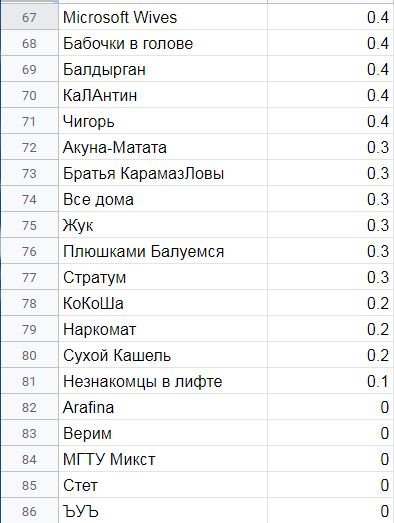 67 Microsoft Wives 0.4
68 Бабочки в голове 0.4
69 Балдырган 0.4
70 КаЛАнтин 0.4
71 Чигорь 0.4
72 Акуна-Матата 0.3
73 Братья КарамазЛовы 0.3
74 Все дома 0.3
75 Жук 0.3
76 Плюшками Балуемся 0.3
77 Стратум 0.3
78 КоКоШа 0.2
79 Наркомат 0.2
80 Сухой Кашель 0.2
81 Незнакомцы в лифте 0.1
82 Arafina 0
83 Верим 0
84 МГТУ Микст 0
85 Стет 0
86 ЪУЪ 0